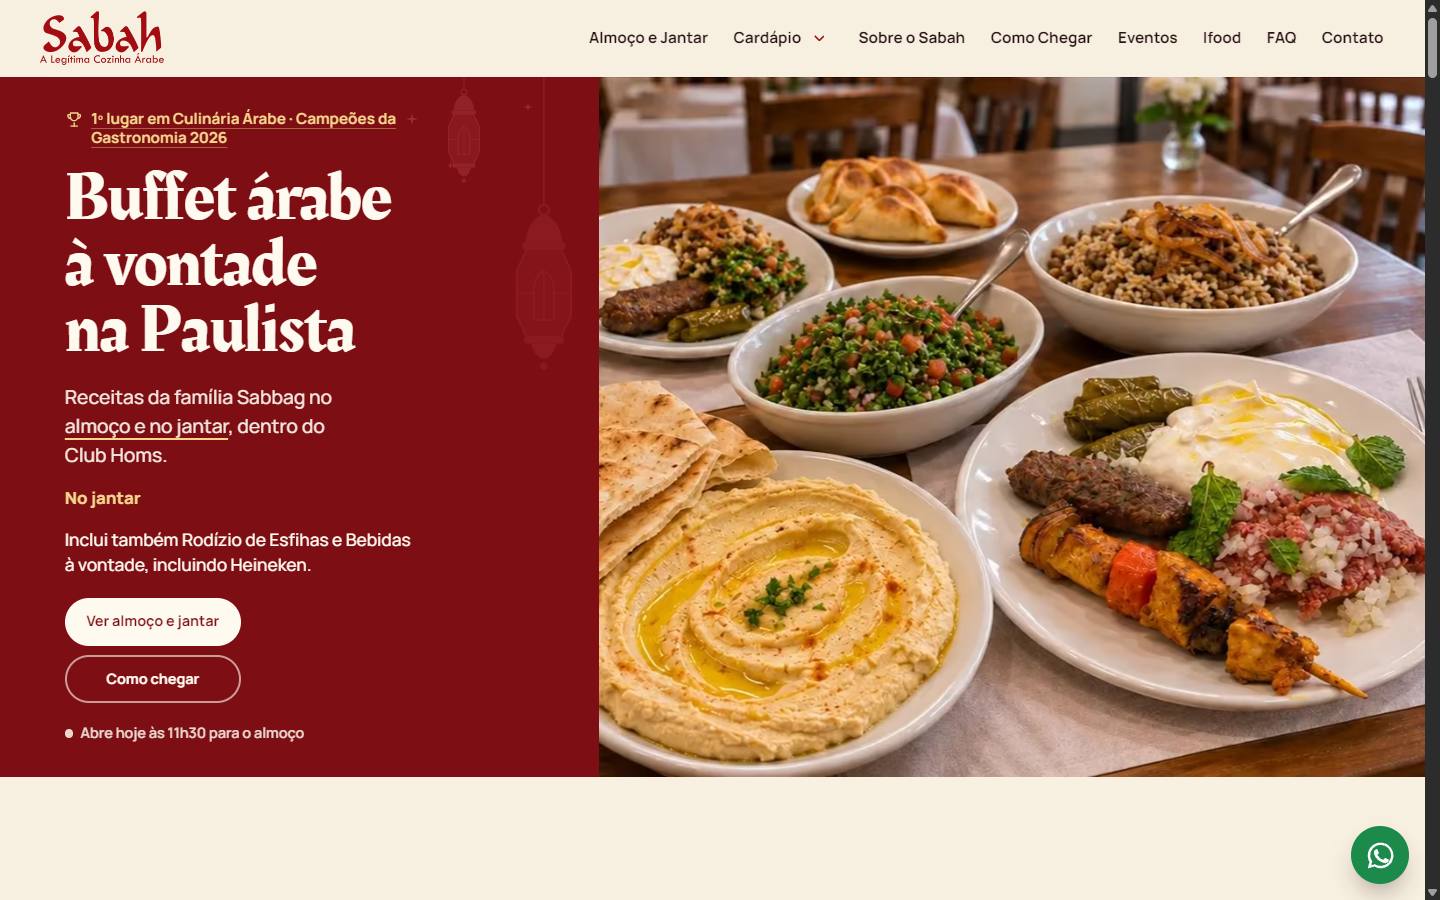 Sabah
A Legítima Cozinha Árabe
Almoço e Jantar
Cardápio
Sobre o Sabah
Como Chegar
Eventos
Ifood
FAQ
Contato
1º lugar em Culinária Árabe · Campeões da
Gastronomia 2026
Buffet árabe
à vontade
na Paulista
Receitas da família Sabbag no
almoço e no jantar, dentro do
Club Homs.
No jantar
Inclui também Rodízio de Esfihas e Bebidas
à vontade, incluindo Heineken.
Ver almoço e jantar
Como chegar
Abre hoje às 11h30 para o almoço